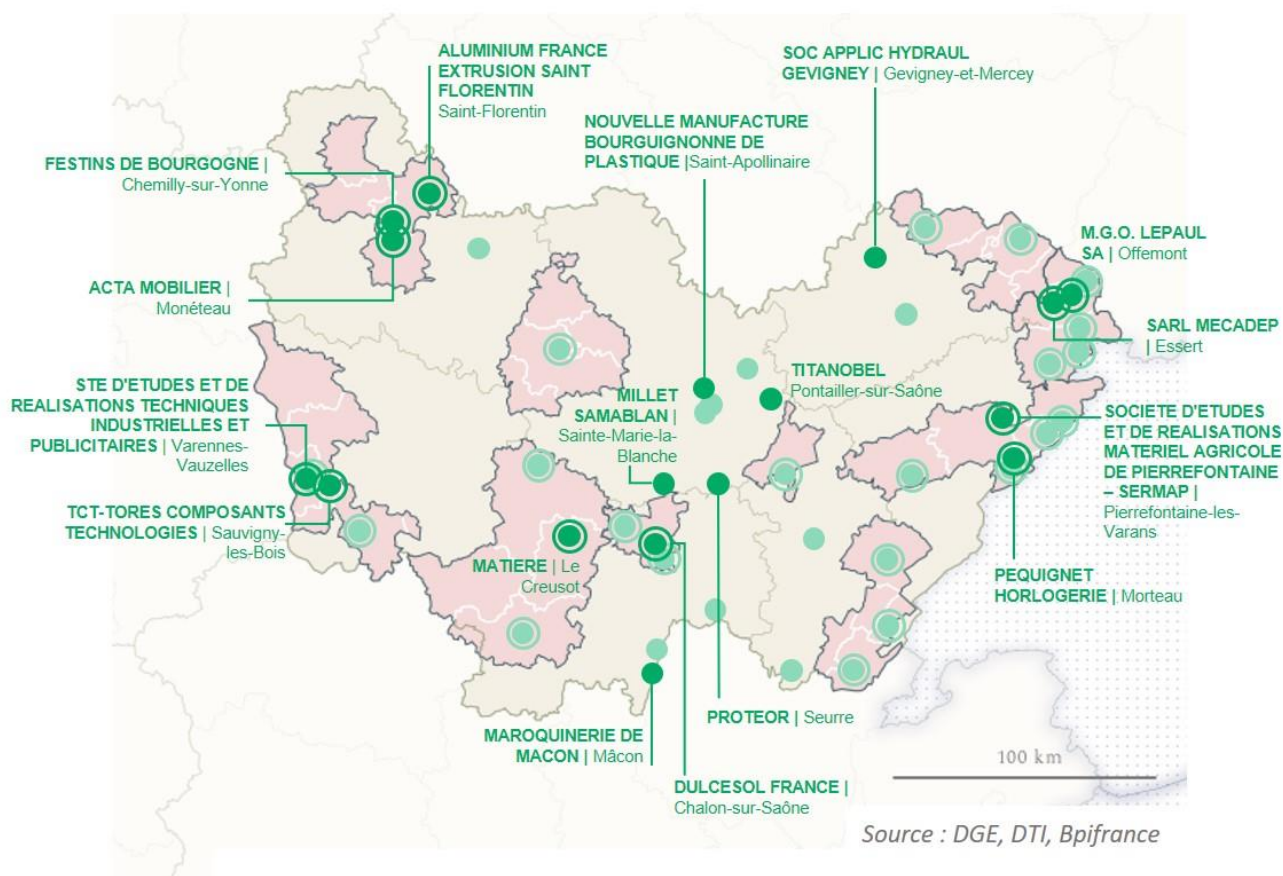 ALUMINIUM FRANCE
EXTRUSION SAINT
FLORENTIN
Saint-Florentin
SOC APPLIC HYDRAUL
GEVIGNEY | Gevigney-et-Mercey
NOUVELLE MANUFACTURE
BOURGUIGNONNE DE
PLASTIQUE |Saint-Apollinaire
FESTINS DE BOURGOGNE |
Chemilly-sur-Yonne
M.G.O. LEPAUL
SA | Offemont
ACTA MOBILIER |
Monéteau
SARL MECADEP
| Essert
STE D'ETUDES ET DE
REALISATIONS TECHNIQUES
INDUSTRIELLES ET
PUBLICITAIRES | Varennes-
Vauzelles
MILLET
SAMABLAN |
Sainte-Marie-la-
Blanche
TITANOBEL
Pontailler-sur-Saône
SOCIETE D'ETUDES
ET DE REALISATIONS
MATERIEL AGRICOLE
DE PIERREFONTAINE
– SERMAP |
Pierrefontaine-les-
Varans
TCT-TORES COMPOSANTS
TECHNOLOGIES | Sauvigny-
les-Bois
MATIERE | Le
Creusot
PEQUIGNET
HORLOGERIE | Morteau
PROTEOR | Seurre
MAROQUINERIE DE
MACON | Mâcon
DULCESOL FRANCE |
Chalon-sur-Saône
100 km
Source : DGE, DTI, Bpifrance